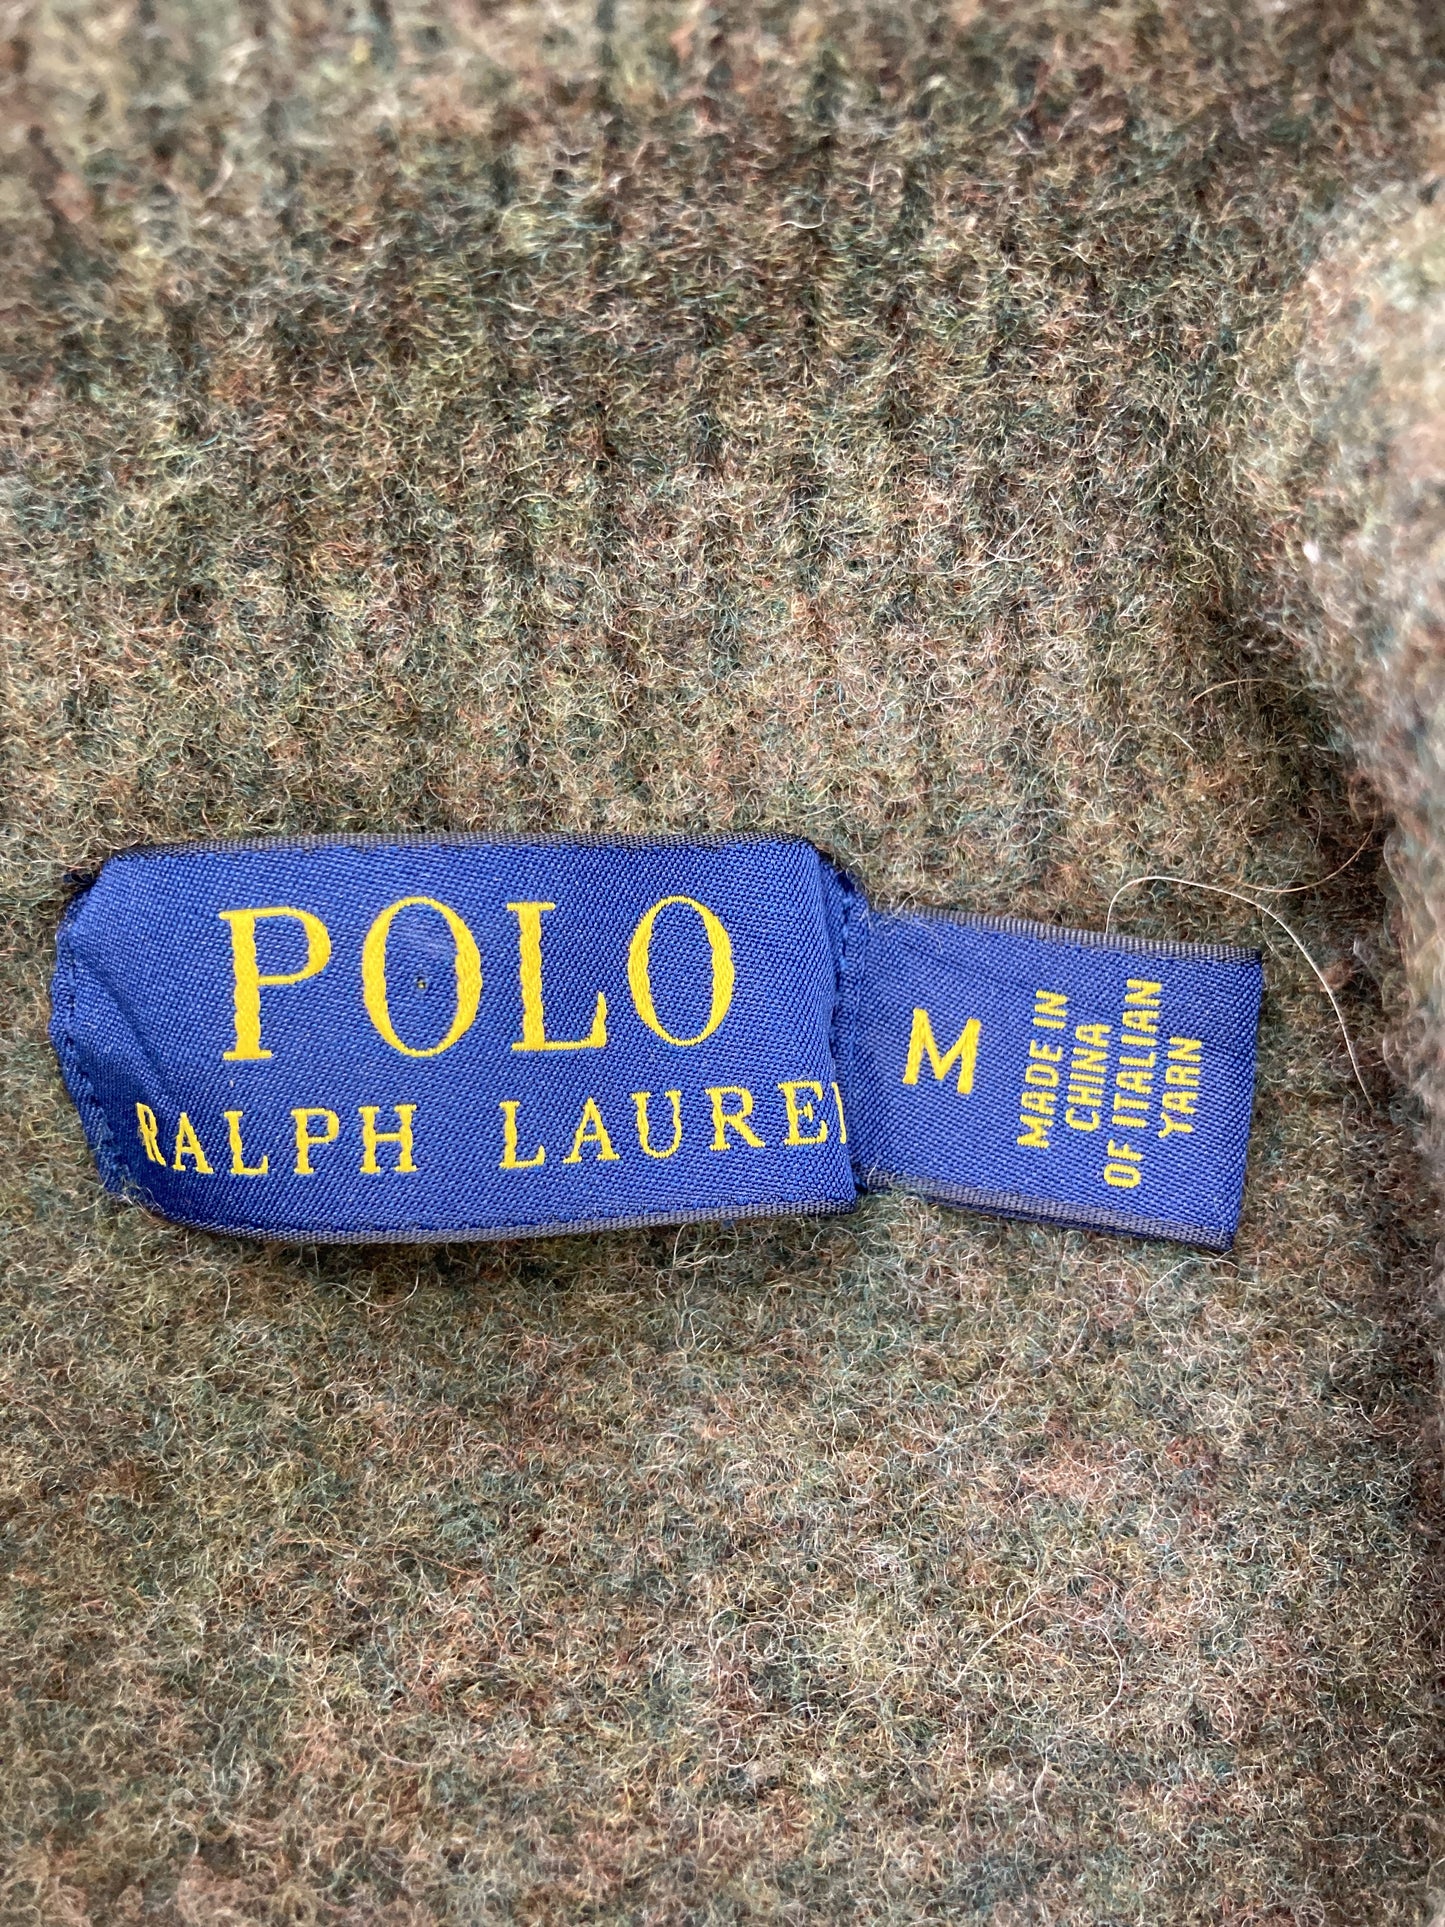 POLO
RALPH LAUREN
M
MADE IN
CHINA
OF ITALIAN
YARN